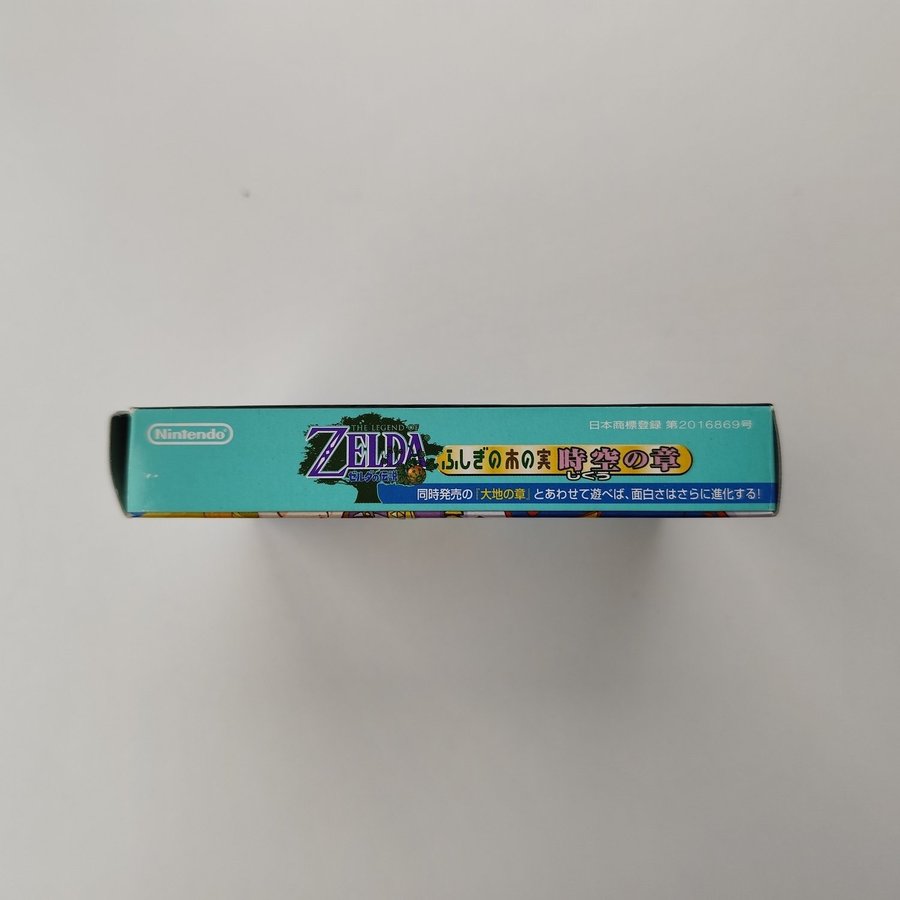 Nintendo
THE LEGEND OF
ZELDA
ゼルダの伝説
ふしぎの木の実 時空の章
じくう
日本商標登録 第2016869号
同時発売の「大地の章」とあわせて遊べば、面白さはさらに進化する!